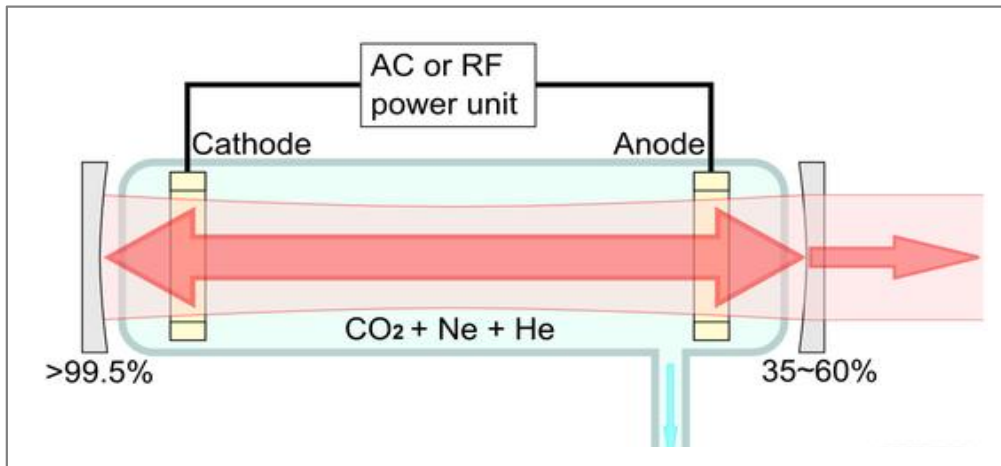 AC or RF
power unit
Cathode
Anode
CO₂ + Ne + He
>99.5%
35~60%